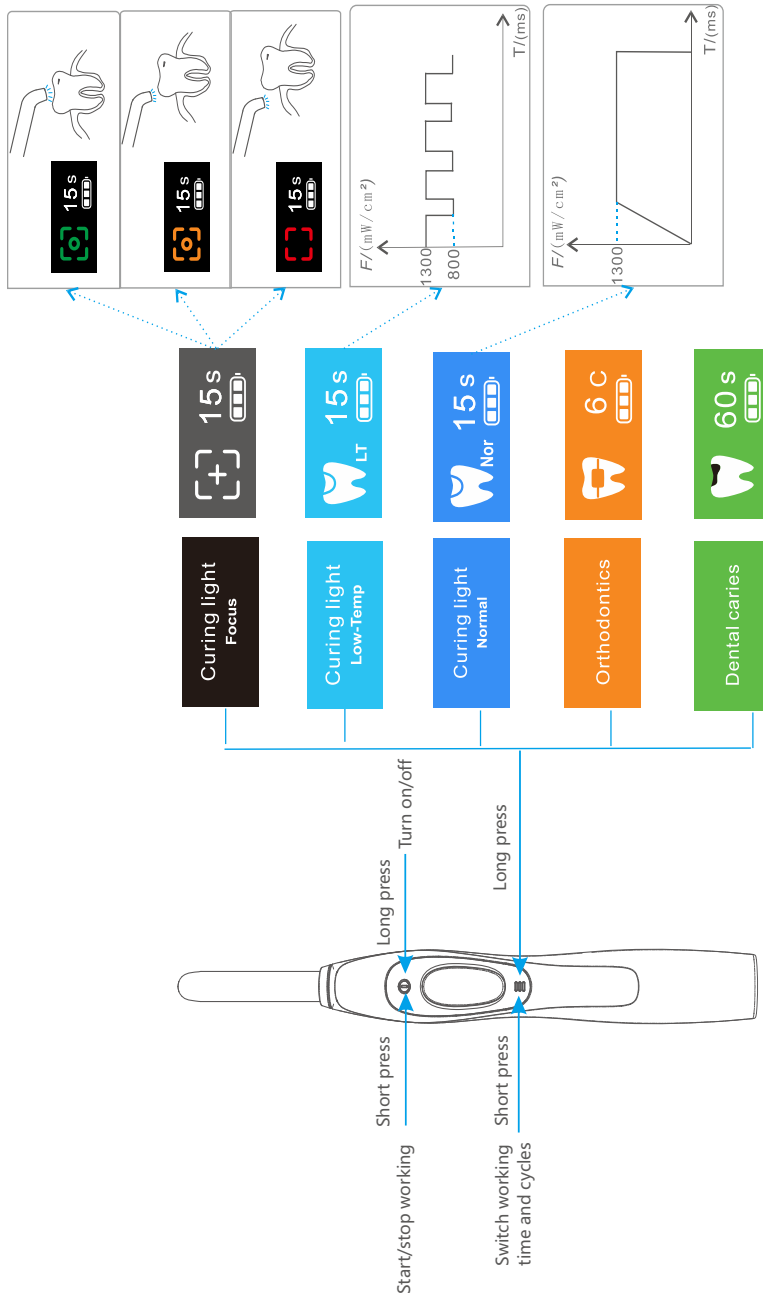 Start/stop working
Short press
Long press
Turn on/off
Switch working
time and cycles
Short press
Long press
Curing light
Focus
15s
Curing light
Low-Temp
LT
15s
Curing light
Normal
Nor
15s
Orthodontics
6 C
Dental caries
60s
15s
15s
15s
F/(mW/cm²)
1300
800
T/(ms)
F/(mW/cm²)
1300
T/(ms)